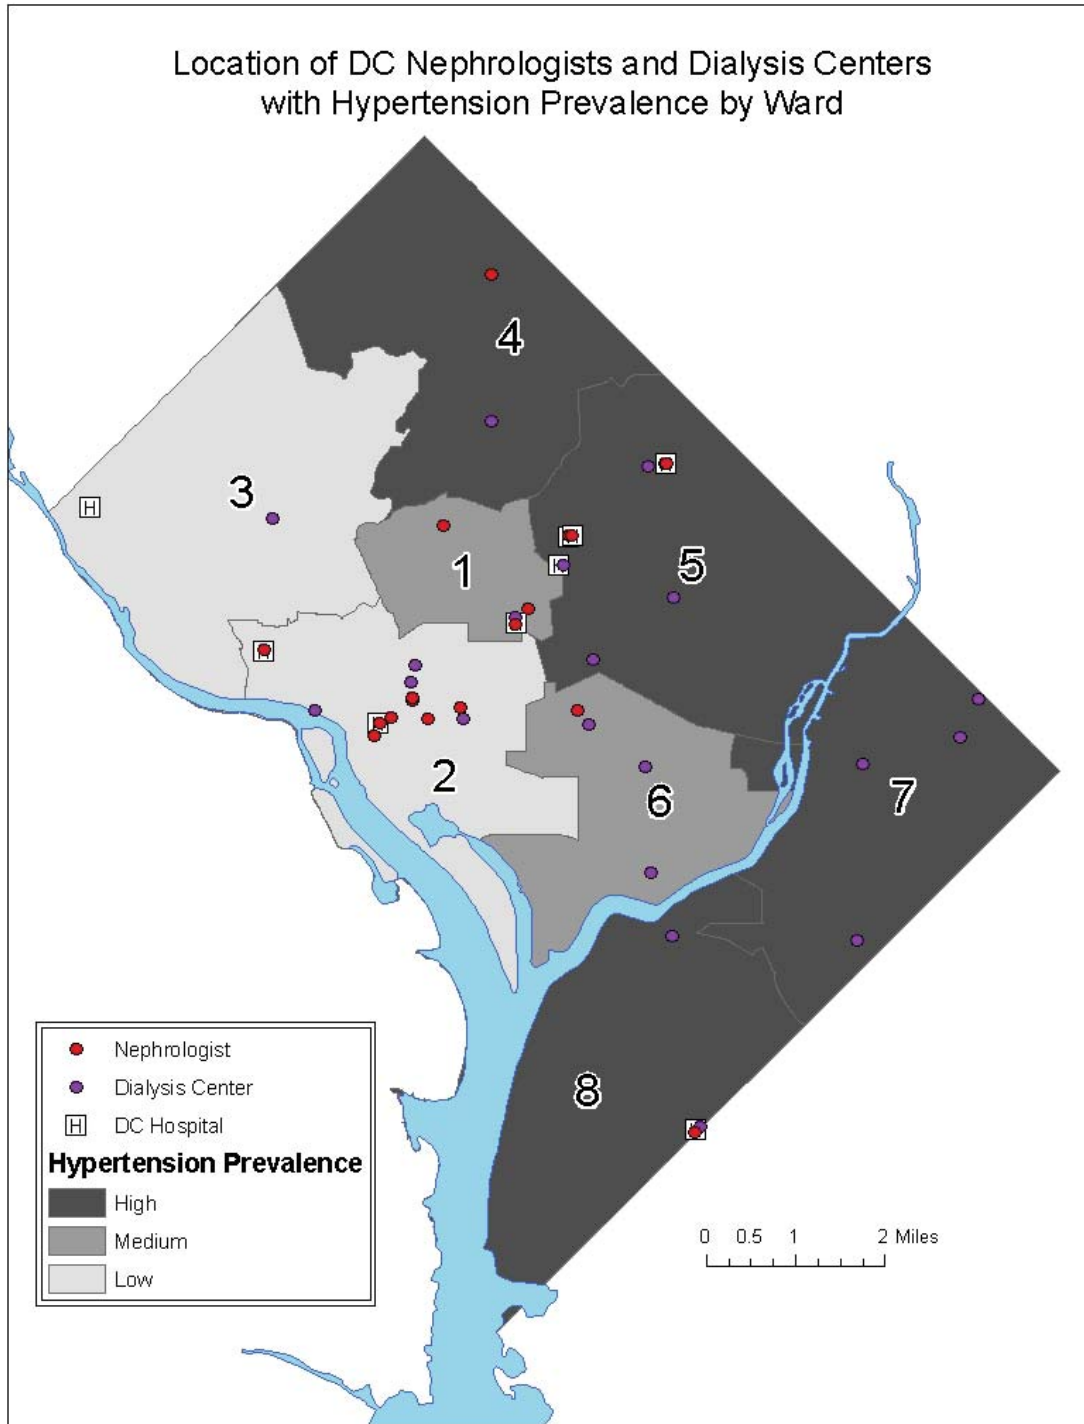 Location of DC Nephrologists and Dialysis Centers
with Hypertension Prevalence by Ward
4
3
1
5
2
6
7
8
Nephrologist
Dialysis Center
H DC Hospital
Hypertension Prevalence
High
Medium
Low
0 0.5 1 2 Miles
H